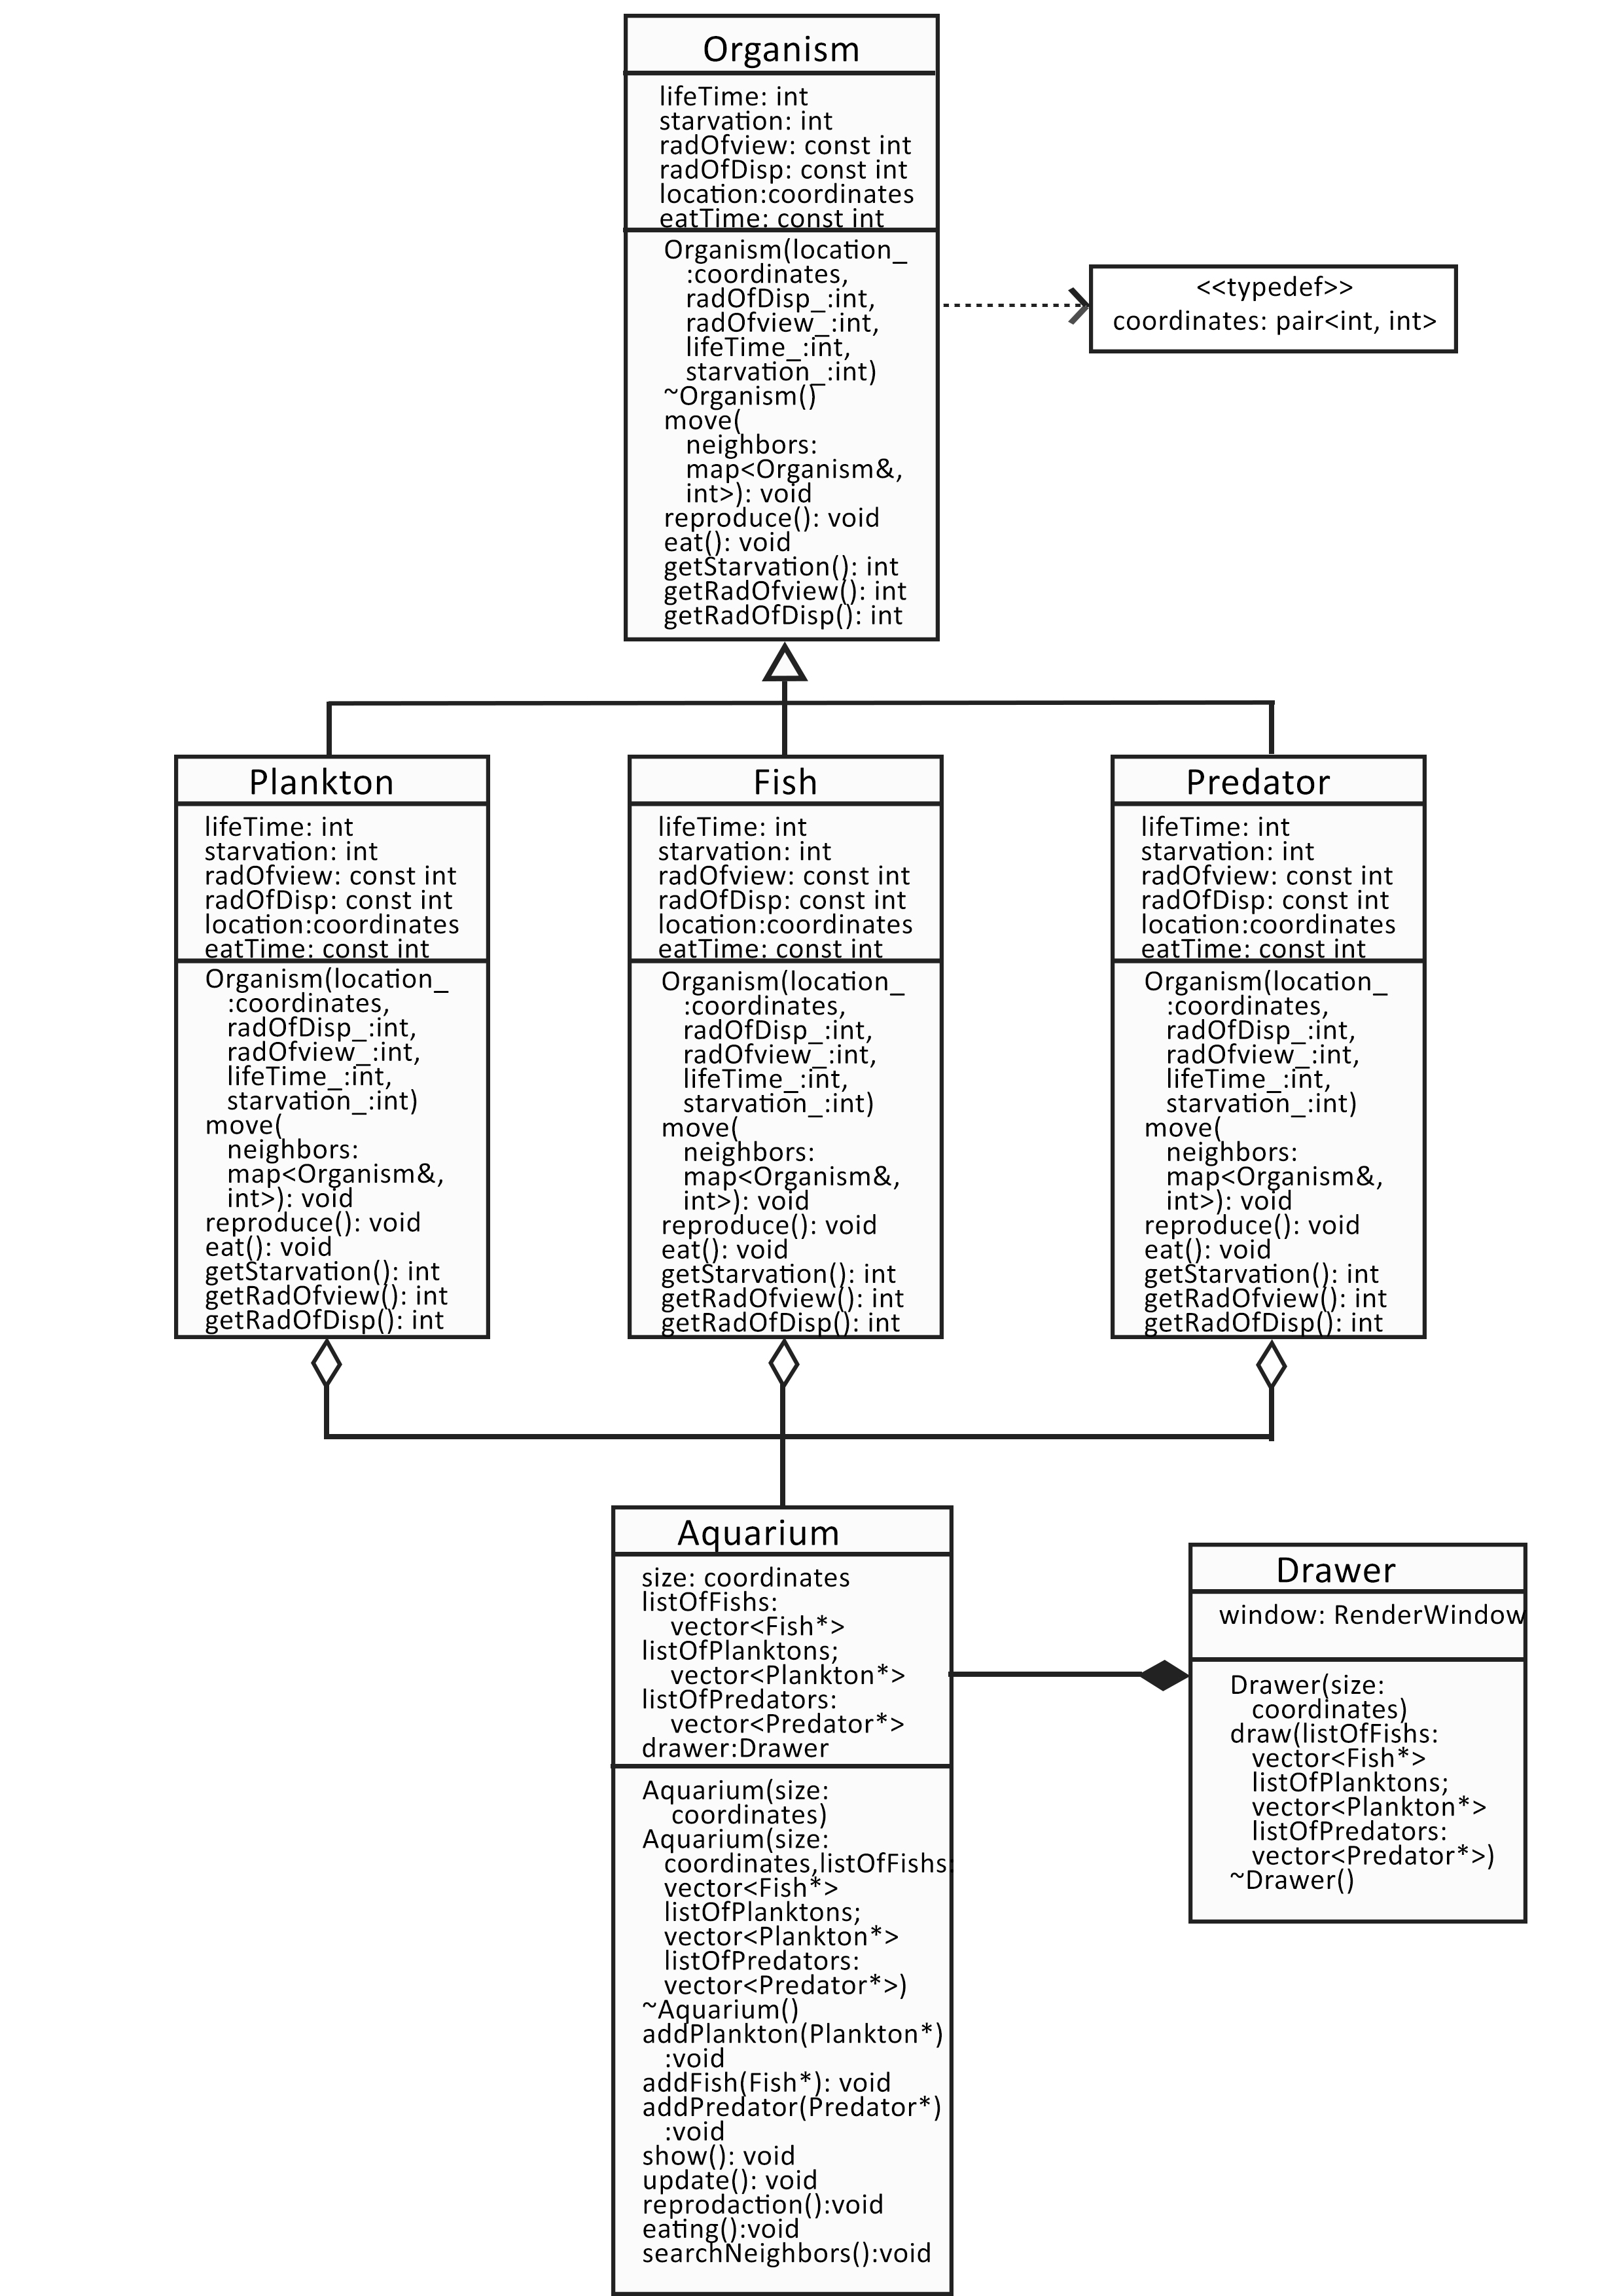 Organism
lifeTime: int
starvation: int
radOfview: const int
radOfDisp: const int
location:coordinates
eatTime: const int
Organism(location_
:coordinates,
radOfDisp_:int,
radOfview_:int,
lifeTime_:int,
starvation_:int)
~Organism()
move(
neighbors:
map<Organism&,
int>): void
reproduce(): void
eat(): void
getStarvation(): int
getRadOfview(): int
getRadOfDisp(): int
<<typedef>>
coordinates: pair<int, int>
Plankton
lifeTime: int
starvation: int
radOfview: const int
radOfDisp: const int
location:coordinates
eatTime: const int
Organism(location_
:coordinates,
radOfDisp_:int,
radOfview_:int,
lifeTime_:int,
starvation_:int)
move(
neighbors:
map<Organism&,
int>): void
reproduce(): void
eat(): void
getStarvation(): int
getRadOfview(): int
getRadOfDisp(): int
Fish
lifeTime: int
starvation: int
radOfview: const int
radOfDisp: const int
location:coordinates
eatTime: const int
Organism(location_
:coordinates,
radOfDisp_:int,
radOfview_:int,
lifeTime_:int,
starvation_:int)
move(
neighbors:
map<Organism&,
int>): void
reproduce(): void
eat(): void
getStarvation(): int
getRadOfview(): int
getRadOfDisp(): int
Predator
lifeTime: int
starvation: int
radOfview: const int
radOfDisp: const int
location:coordinates
eatTime: const int
Organism(location_
:coordinates,
radOfDisp_:int,
radOfview_:int,
lifeTime_:int,
starvation_:int)
move(
neighbors:
map<Organism&,
int>): void
reproduce(): void
eat(): void
getStarvation(): int
getRadOfview(): int
getRadOfDisp(): int
Aquarium
size: coordinates
listOfFishs:
vector<Fish*>
listOfPlanktons;
vector<Plankton*>
listOfPredators:
vector<Predator*>
drawer:Drawer
Aquarium(size:
coordinates)
Aquarium(size:
coordinates,listOfFishs:
vector<Fish*>
listOfPlanktons;
vector<Plankton*>
listOfPredators:
vector<Predator*>)
~Aquarium()
addPlankton(Plankton*)
:void
addFish(Fish*): void
addPredator(Predator*)
:void
show(): void
update(): void
reprodaction():void
eating():void
searchNeighbors():void
Drawer
window: RenderWindow
Drawer(size:
coordinates)
draw(listOfFishs:
vector<Fish*>
listOfPlanktons;
vector<Plankton*>
listOfPredators:
vector<Predator*>)
~Drawer()